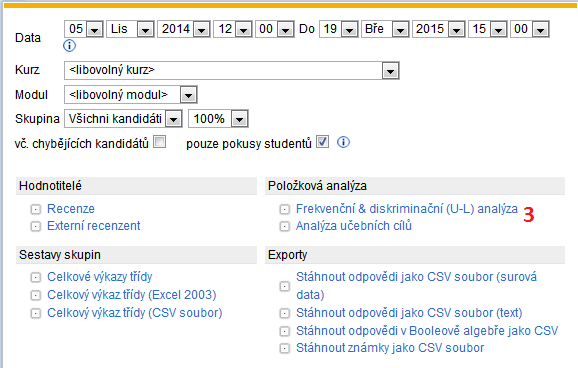 Data 05 Lis 2014 12 00 Do 19 Bře 2015 15 00
Kurz <libovolný kurz>
Modul <libovolný modul>
Skupina Všichni kandidáti 100%
vč. chybějících kandidátů pouze pokusy studentů
Hodnotitelé
Recenze
Externí recenzent
Položková analýza
Frekvenční & diskriminační (U-L) analýza 3
Analýza učebních cílů
Sestavy skupin
Celkové výkazy třídy
Celkový výkaz třídy (Excel 2003)
Celkový výkaz třídy (CSV soubor)
Exporty
Stáhnout odpovědi jako CSV soubor (surová
data)
Stáhnout odpovědi jako CSV soubor (text)
Stáhnout odpovědi v Booleově algebře jako CSV
Stáhnout známky jako CSV soubor